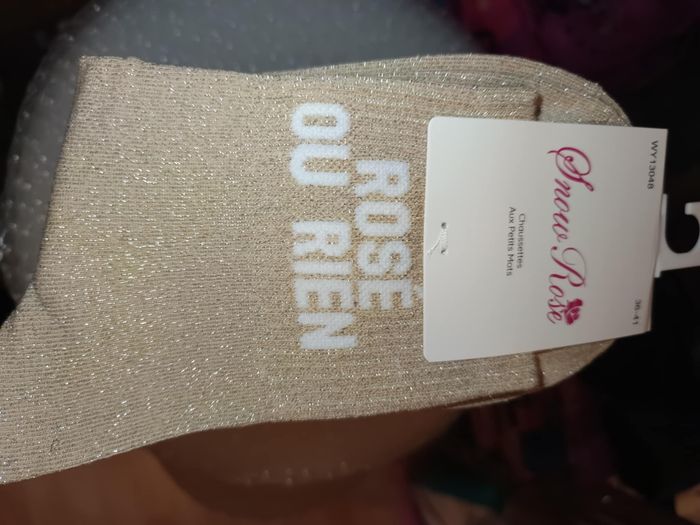 ROSÉ
OU RIEN
WY13048
36-41
Snow Rose
Chaussettes
Aux Petits Mots